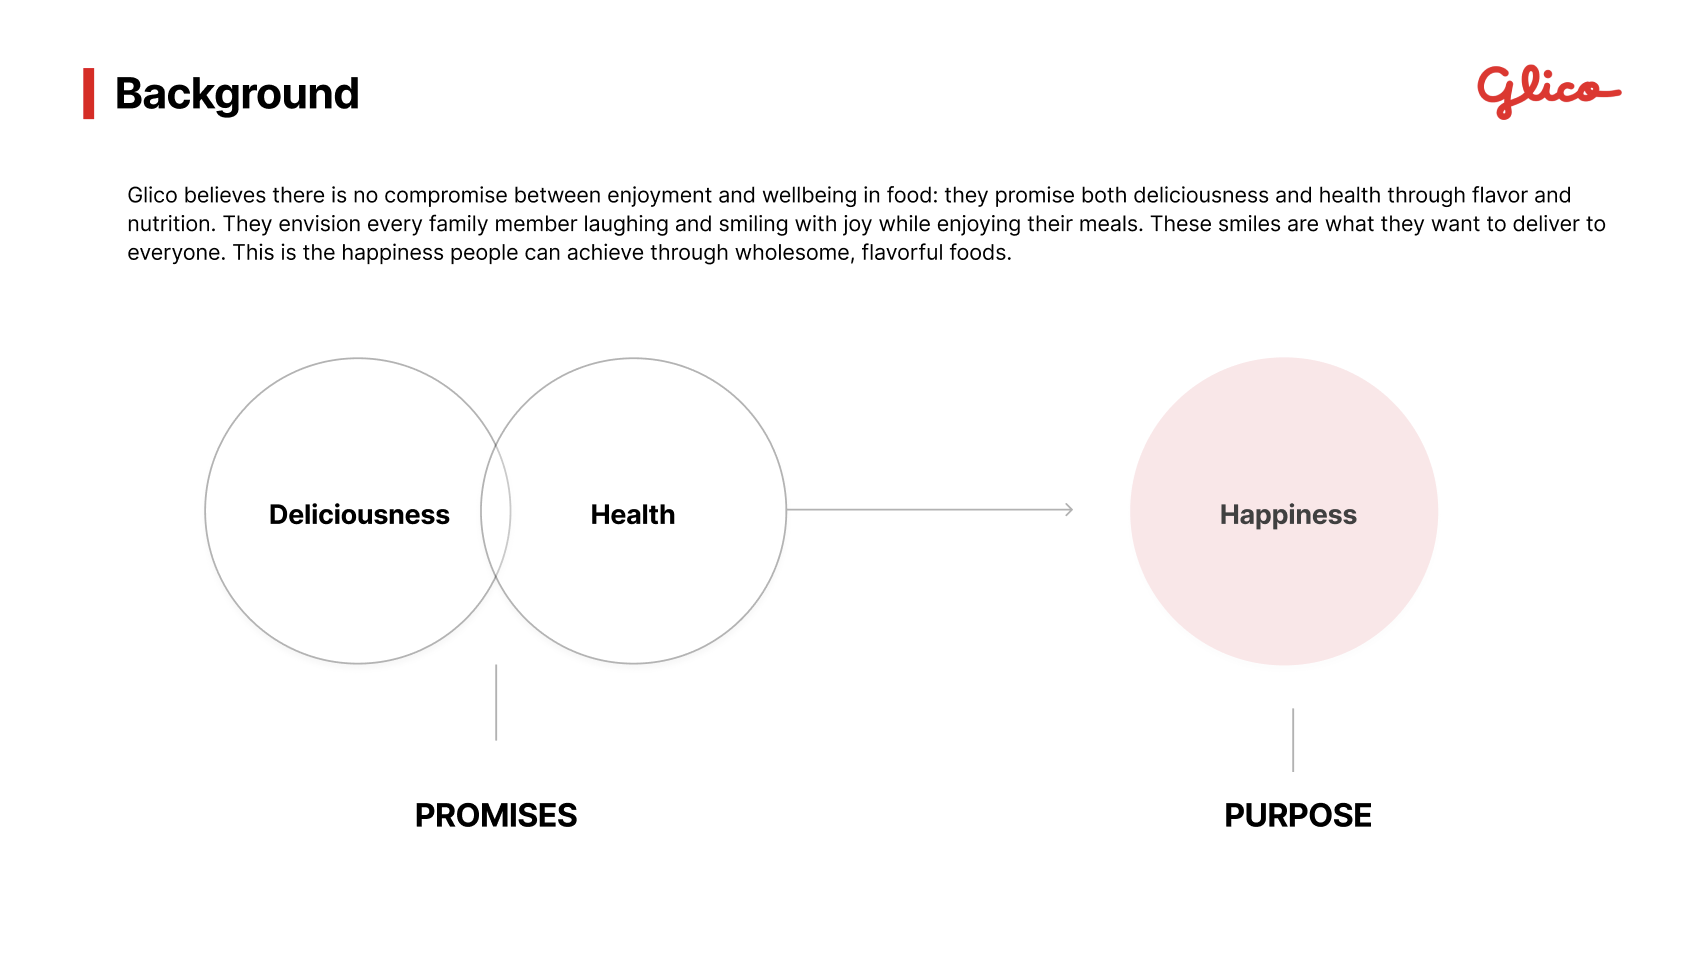 Background
Glico
Glico believes there is no compromise between enjoyment and wellbeing in food: they promise both deliciousness and health through flavor and
nutrition. They envision every family member laughing and smiling with joy while enjoying their meals. These smiles are what they want to deliver to
everyone. This is the happiness people can achieve through wholesome, flavorful foods.
Deliciousness
Health
Happiness
PROMISES
PURPOSE